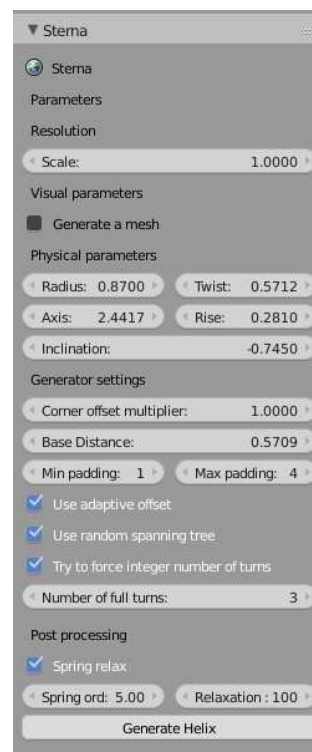 Sterna
Sterna
Parameters
Resolution
Scale: 1.0000
Visual parameters
Generate a mesh
Physical parameters
Radius: 0.8700 Twist: 0.5712
Axis: 2.4417 Rise: 0.2810
Inclination: -0.7450
Generator settings
Corner offset multiplier: 1.0000
Base Distance: 0.5709
Min padding: 1 Max padding: 4
Use adaptive offset
Use random spanning tree
Try to force integer number of turns
Number of full turns: 3
Post processing
Spring relax
Spring ord: 5.00 Relaxation : 100
Generate Helix